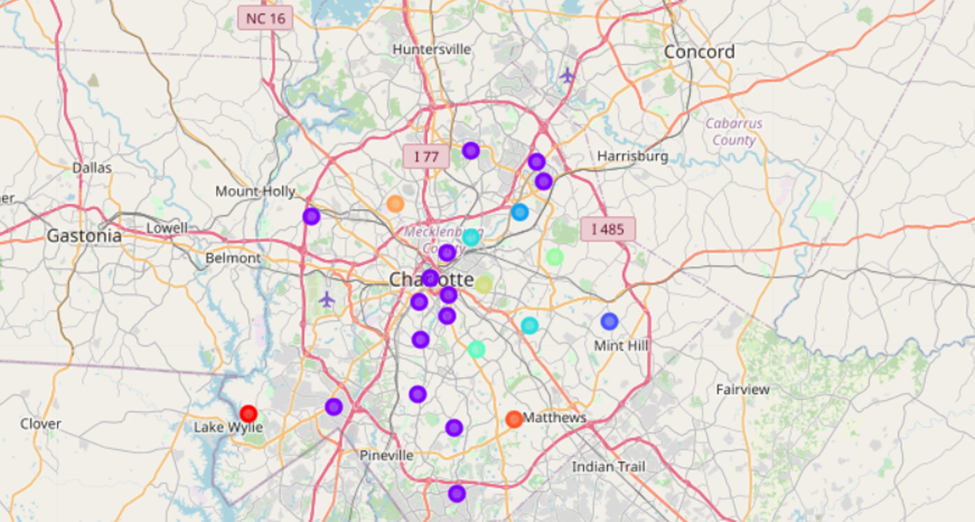 NC 16
Huntersville
Concord
Cabarrus
County
I 77
Harrisburg
Dallas
Mount Holly
I 485
Gastonia
Lowell
Mecklenburg
County
Belmont
Charlotte
Mint Hill
Fairview
Clover
Lake Wylie
Matthews
Pineville
Indian Trail